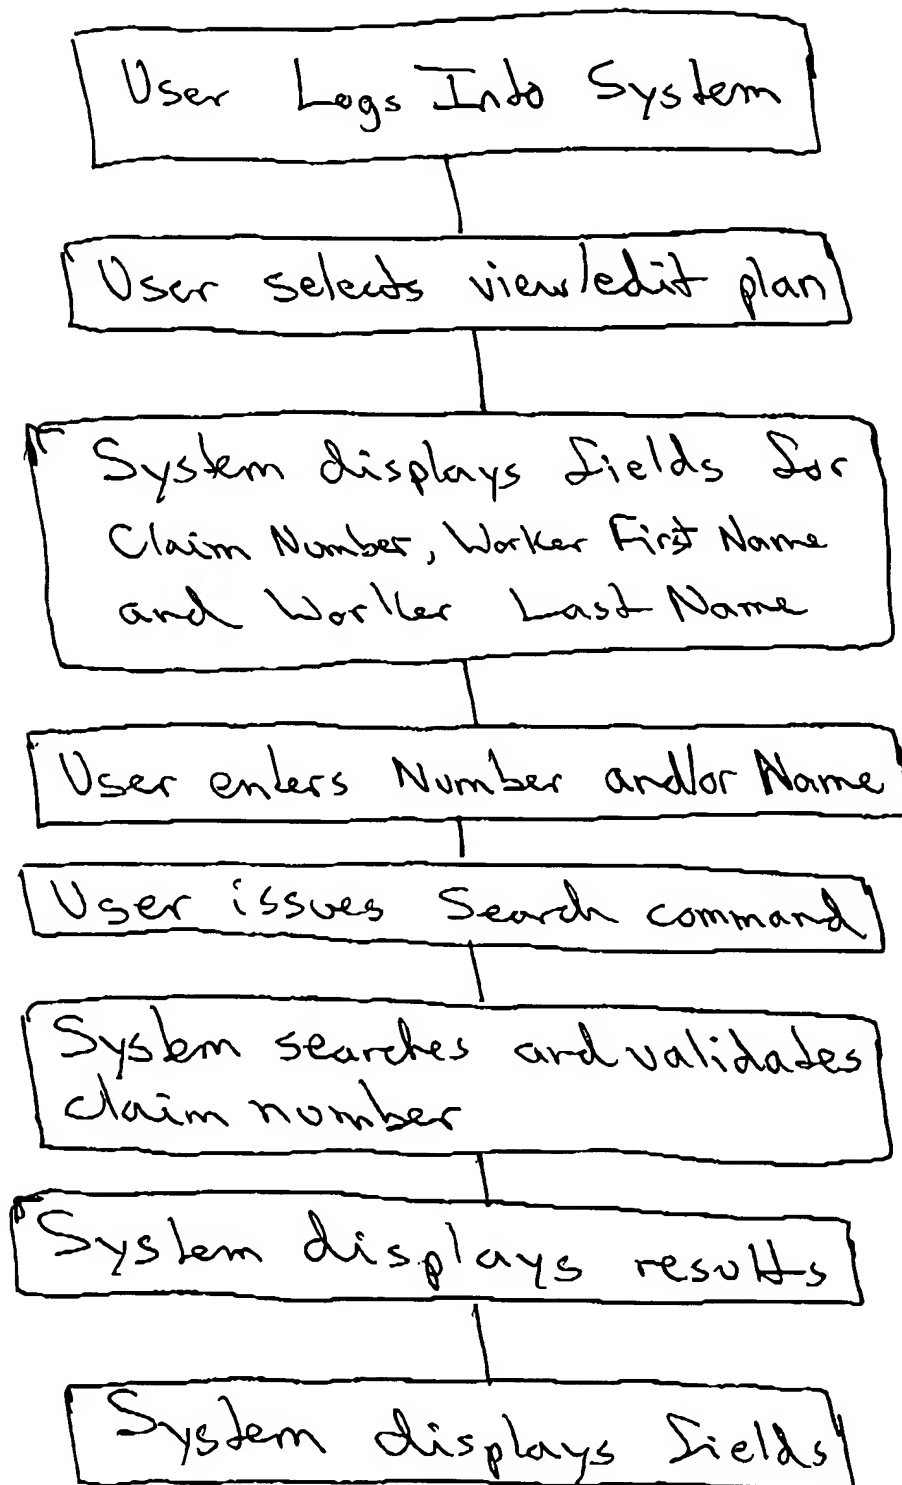 User Logs Into System
User selects view/edit plan
System displays fields for
Claim Number, Worker First Name
and Worker Last Name
User enters Number and/or Name
User issues Search command
System searches and validates
claim number
System displays results
System displays fields